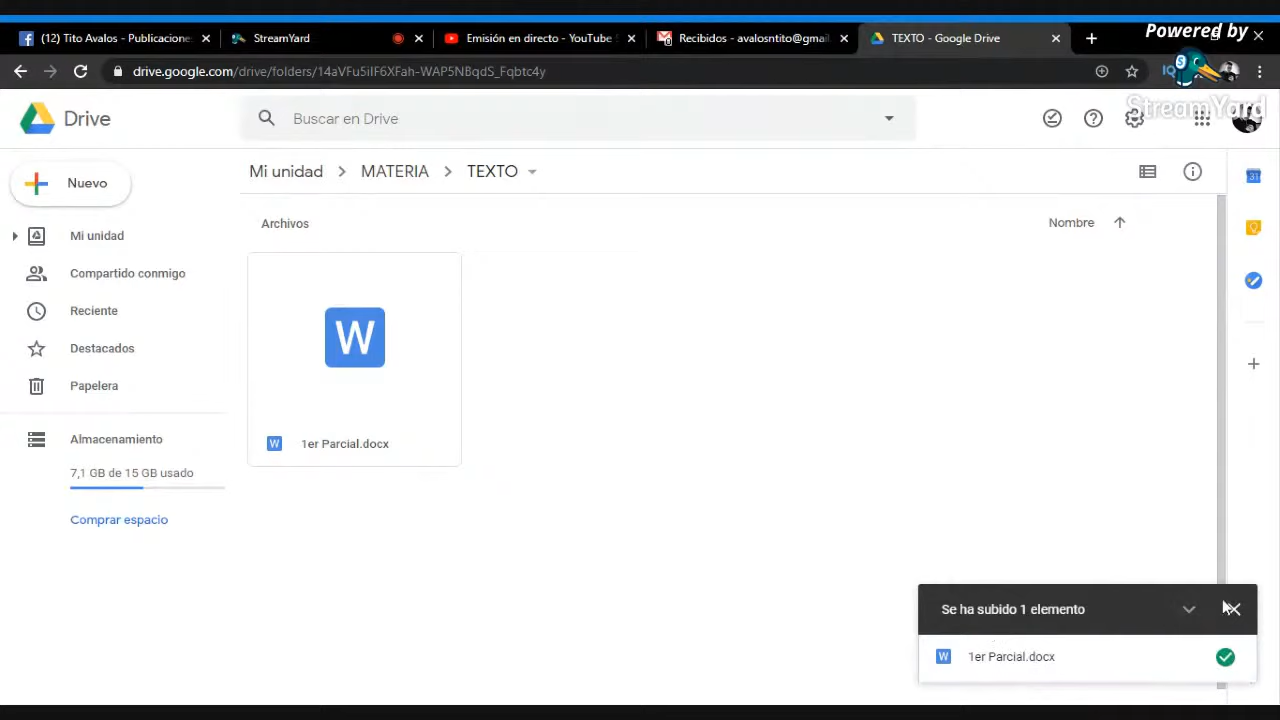 Powered by
StreamYard
(12) Tito Avalos - Publicacione
StreamYard
Emisión en directo - YouTube
Recibidos - avalosntito@gmai
TEXTO - Google Drive
drive.google.com/drive/folders/14aVFu5iIF6XFah-WAP5NBqdS_Fqbtc4y
Drive
Buscar en Drive
Nuevo
Mi unidad
MATERIA
TEXTO
Archivos
Nombre
Mi unidad
Compartido conmigo
Reciente
Destacados
Papelera
Almacenamiento
7,1 GB de 15 GB usado
Comprar espacio
W
W
1er Parcial.docx
Se ha subido 1 elemento
W
1er Parcial.docx